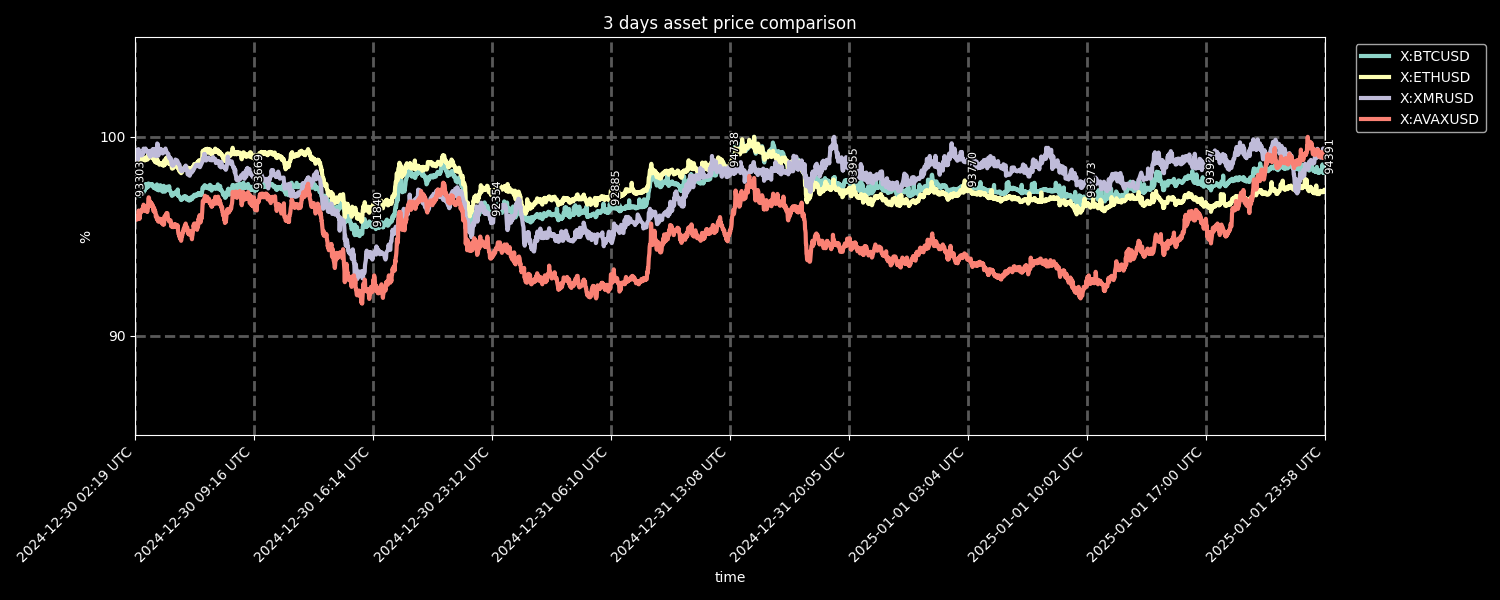 3 days asset price comparison
X:BTCUSD
X:ETHUSD
X:XMRUSD
X:AVAXUSD
100
90
%
93303
93669
91840
92354
92885
94738
93955
93770
93273
93927
94391
2024-12-30 02:19 UTC
2024-12-30 09:16 UTC
2024-12-30 16:14 UTC
2024-12-30 23:12 UTC
2024-12-31 06:10 UTC
2024-12-31 13:08 UTC
2024-12-31 20:05 UTC
2025-01-01 03:04 UTC
2025-01-01 10:02 UTC
2025-01-01 17:00 UTC
2025-01-01 23:58 UTC
time